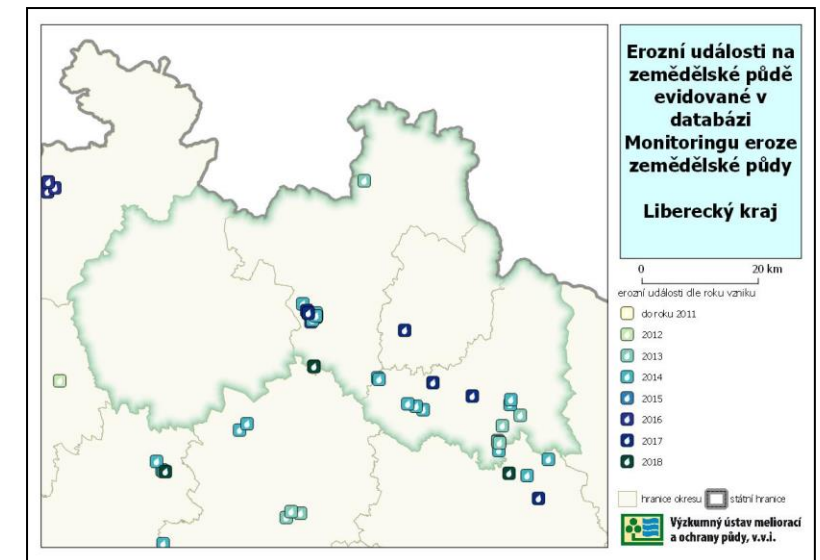 Erozní události na
zemědělské půdě
evidované v
databázi
Monitoringu eroze
zemědělské půdy
Liberecký kraj
0 20 km
erozní události dle roku vzniku
do roku 2011
2012
2013
2014
2015
2016
2017
2018
hranice okresu státní hranice
Výzkumný ústav meliorací
a ochrany půdy, v.v.i.